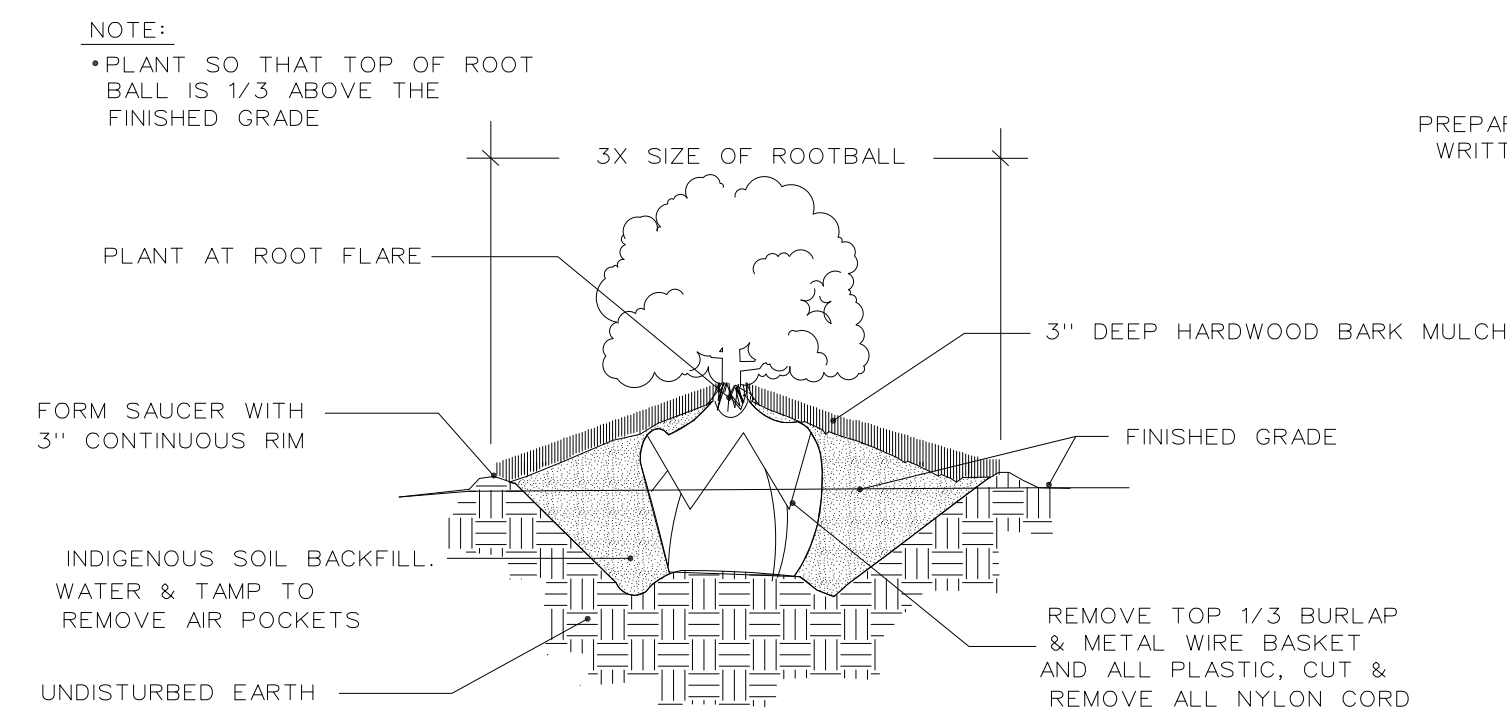 NOTE:
•PLANT SO THAT TOP OF ROOT
BALL IS 1/3 ABOVE THE
FINISHED GRADE
PREPAR
WRITT
3X SIZE OF ROOTBALL
PLANT AT ROOT FLARE
3" DEEP HARDWOOD BARK MULCH
FORM SAUCER WITH
3" CONTINUOUS RIM
FINISHED GRADE
INDIGENOUS SOIL BACKFILL.
WATER & TAMP TO
REMOVE AIR POCKETS
REMOVE TOP 1/3 BURLAP
& METAL WIRE BASKET
AND ALL PLASTIC, CUT &
REMOVE ALL NYLON CORD
UNDISTURBED EARTH